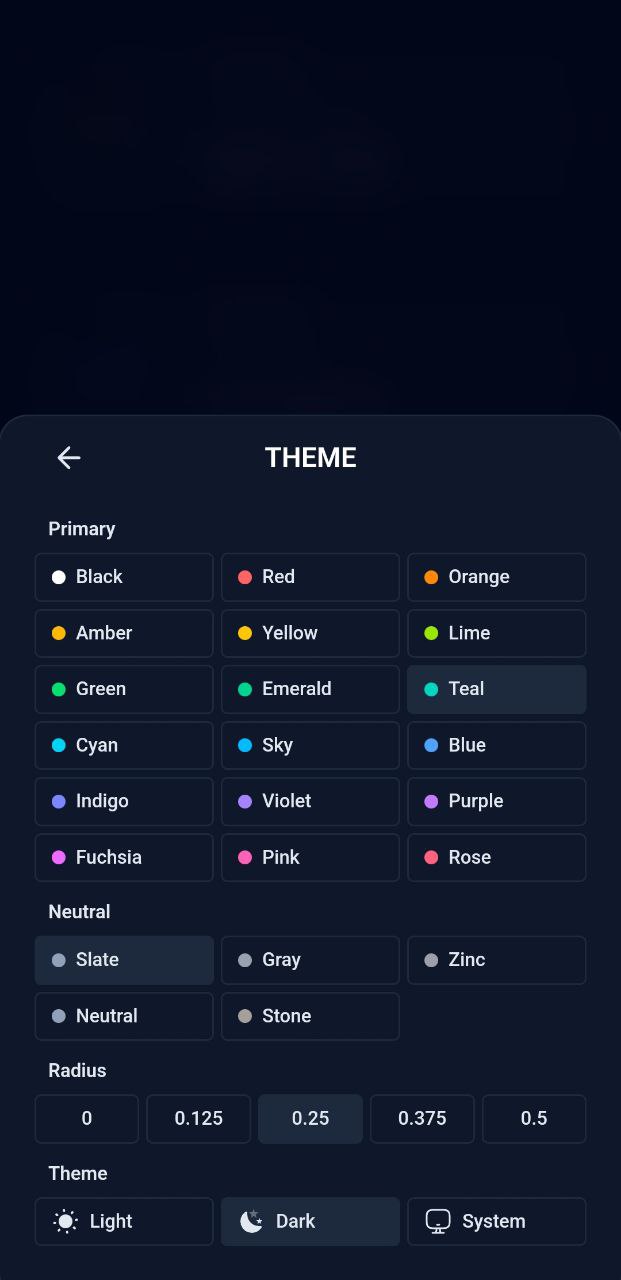 THEME
Primary
Black Red Orange
Amber Yellow Lime
Green Emerald Teal
Cyan Sky Blue
Indigo Violet Purple
Fuchsia Pink Rose
Neutral
Slate Gray Zinc
Neutral Stone
Radius
0 0.125 0.25 0.375 0.5
Theme
Light Dark System